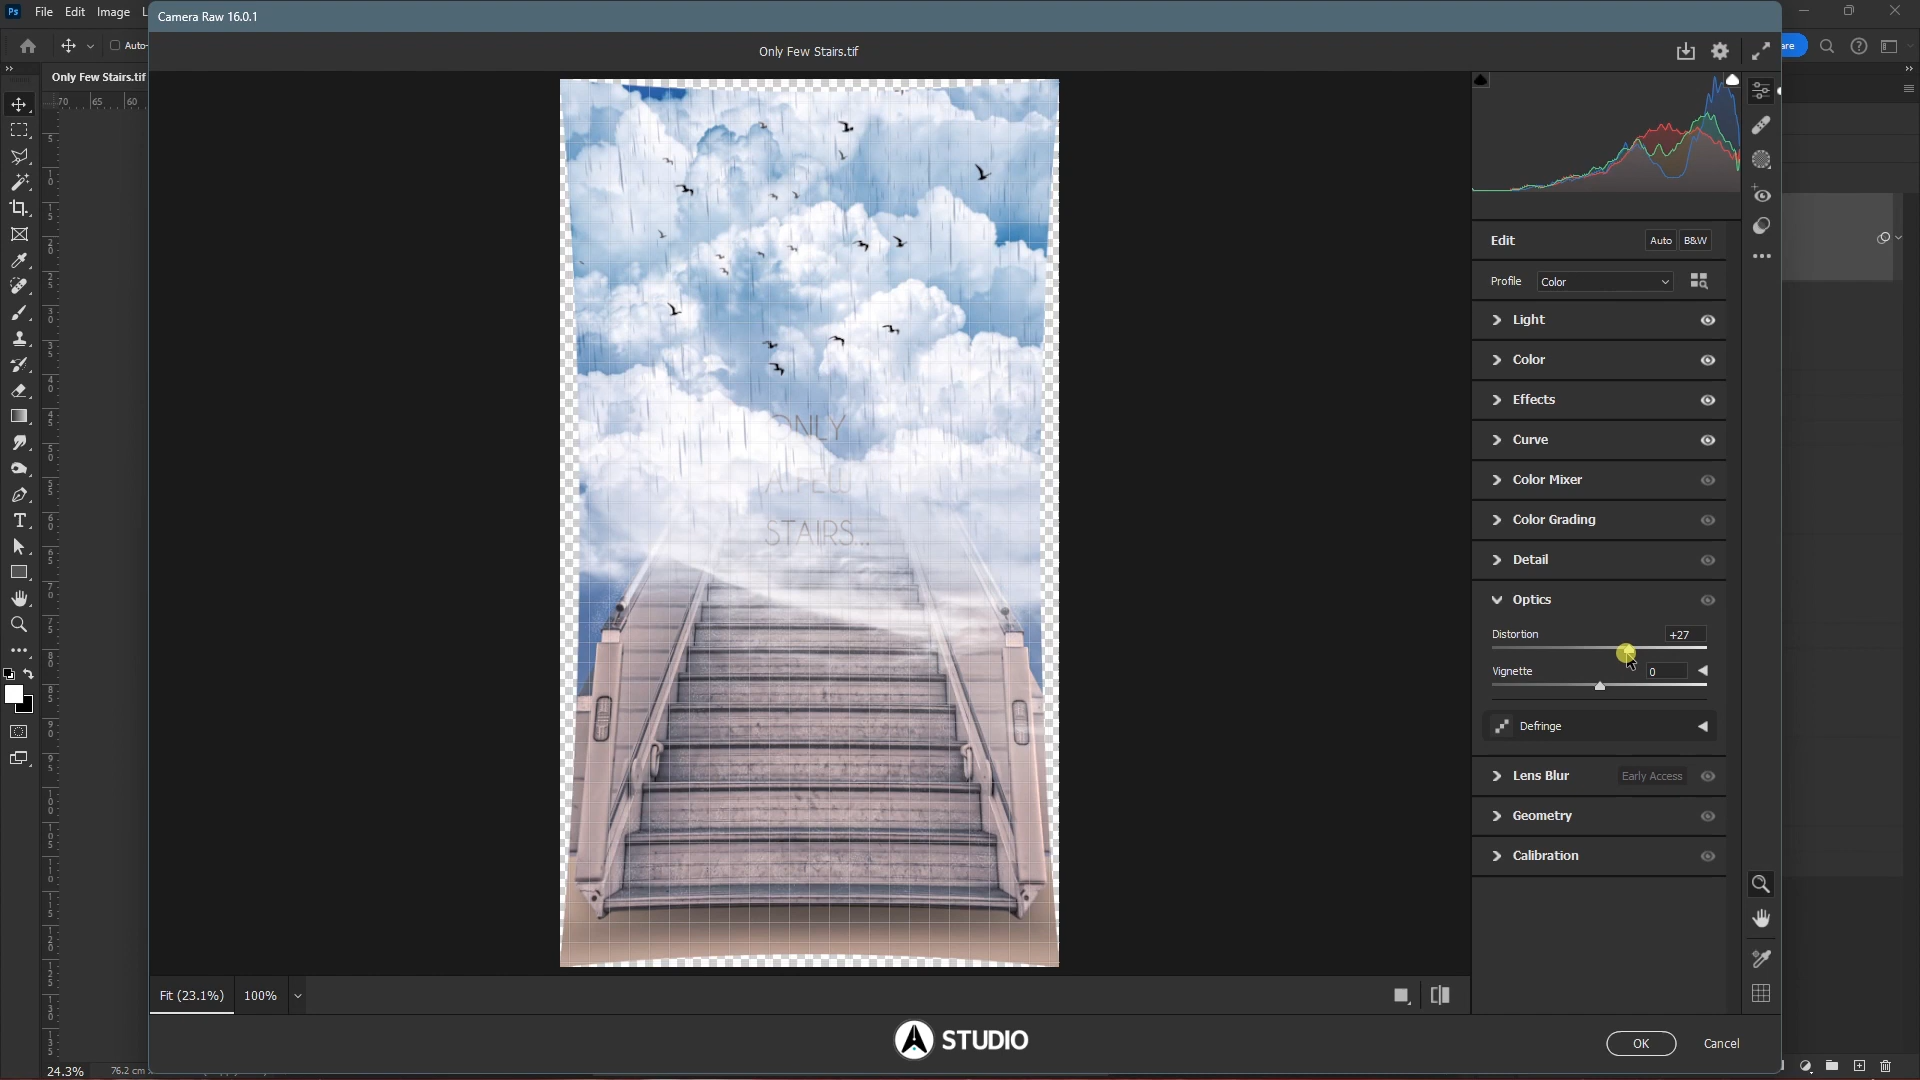 Camera Raw 16.0.1
Ps
File
Edit
Image
Auto-
Only Few Stairs.tif
Only Few Stairs.tif
70
65
60
ONLY
A FEW
STAIRS...
Edit
Auto
B&W
Profile
Color
Light
Color
Effects
Curve
Color Mixer
Color Grading
Detail
Optics
Distortion
+27
Vignette
0
Defringe
Lens Blur
Early Access
Geometry
Calibration
Fit (23.1%)
100%
STUDIO
OK
Cancel
24.3%
76.2 cm